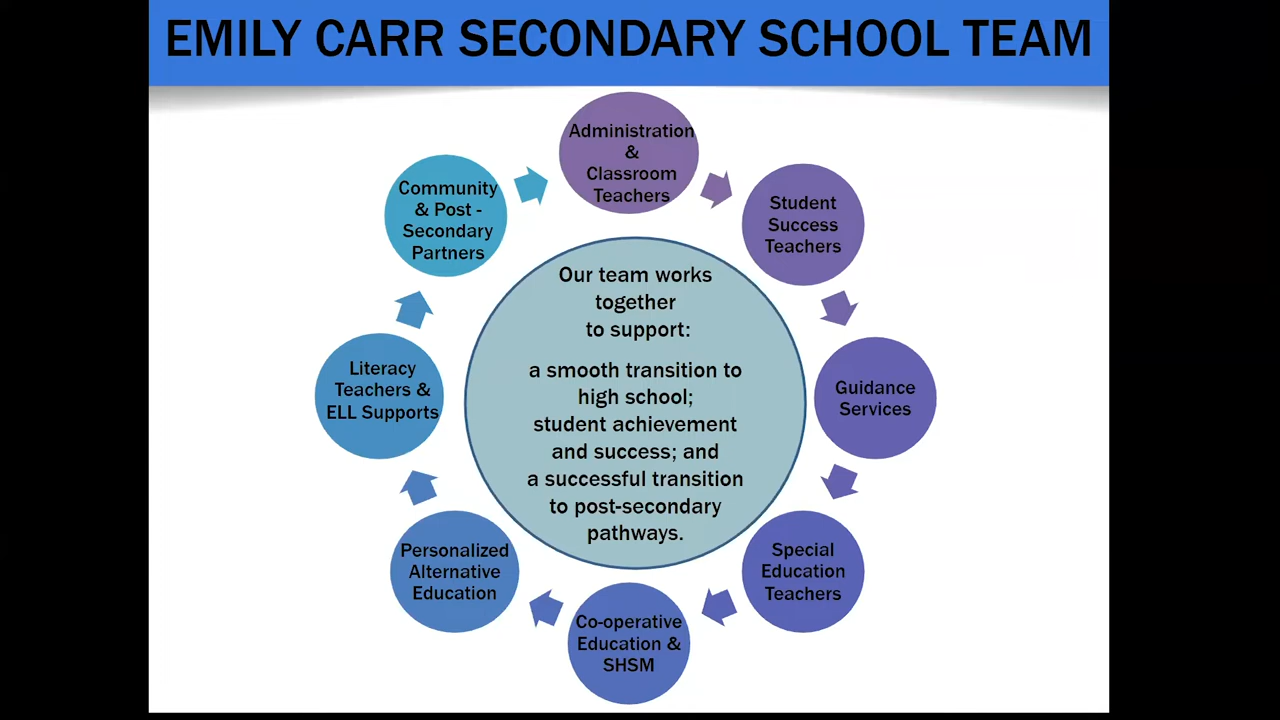 EMILY CARR SECONDARY SCHOOL TEAM
Administration
&
Classroom
Teachers
Student
Success
Teachers
Guidance
Services
Special
Education
Teachers
Co-operative
Education &
SHSM
Personalized
Alternative
Education
Literacy
Teachers &
ELL Supports
Community
& Post -
Secondary
Partners
Our team works
together
to support:
a smooth transition to
high school;
student achievement
and success; and
a successful transition
to post-secondary
pathways.